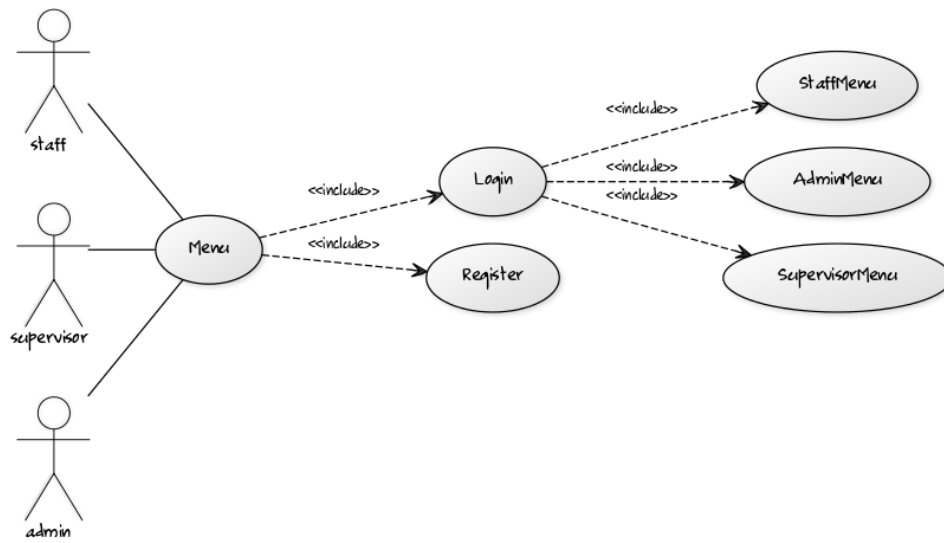 staff
StaffMenu
<<include>>
Login
<<include>>
AdminMenu
<<include>>
<<include>>
supervisor
Menu
<<include>>
Register
SupervisorMenu
admin